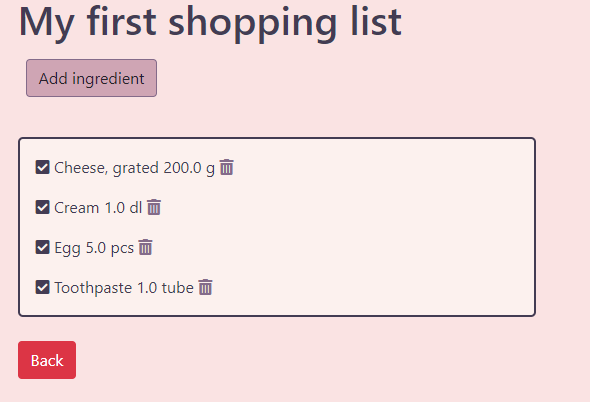 My first shopping list
Add ingredient
Cheese, grated 200.0 g
Cream 1.0 dl
Egg 5.0 pcs
Toothpaste 1.0 tube
Back